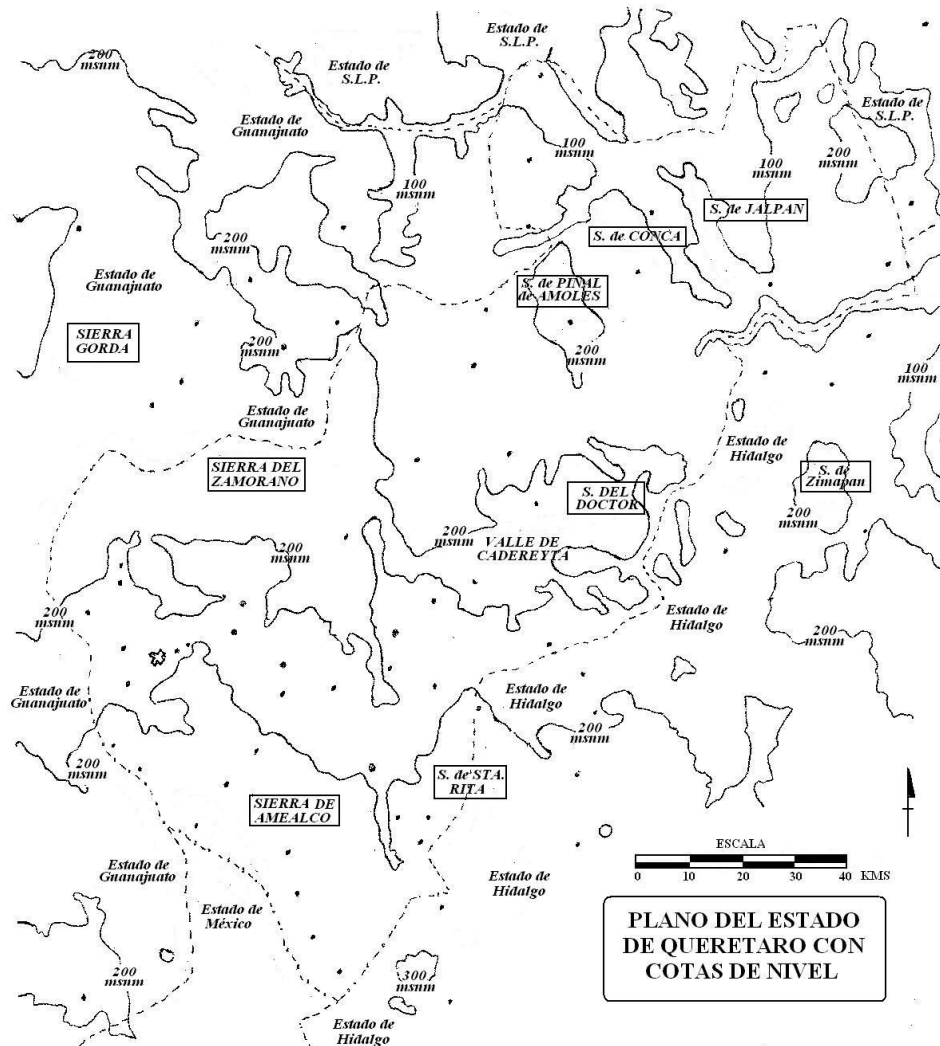 200
msnm
Estado de
S.L.P.
Estado de
S.L.P.
Estado de
S.L.P.
Estado de
Guanajuato
100
msnm
100
msnm
100
msnm
200
msnm
S. de JALPAN
S. de CONCA
200
msnm
Estado de
Guanajuato
S. de PINAL
de AMOLES
SIERRA
GORDA
200
msnm
200
msnm
100
msnm
Estado de
Guanajuato
Estado de
Hidalgo
SIERRA DEL
ZAMORANO
S. DEL
DOCTOR
S. de
Zimapan
200
msnm
200
msnm
200
msnm
VALLE DE
CADEREYTA
200
msnm
Estado de
Hidalgo
200
msnm
Estado de
Guanajuato
Estado de
Hidalgo
200
msnm
200
msnm
S. de STA.
RITA
SIERRA DE
AMEALCO
ESCALA
0 10 20 30 40 KMS
Estado de
Guanajuato
Estado de
Hidalgo
Estado de
México
PLANO DEL ESTADO
DE QUERETARO CON
COTAS DE NIVEL
200
msnm
300
msnm
Estado de
Hidalgo